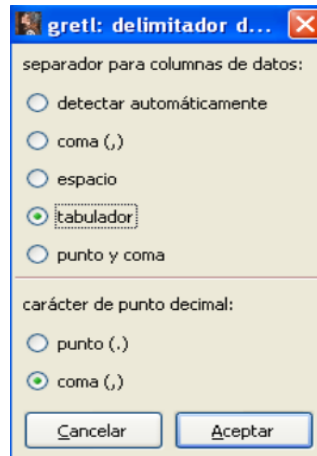 gretl: delimitador d...
separador para columnas de datos:
detectar automáticamente
coma (,)
espacio
tabulador
punto y coma
carácter de punto decimal:
punto (.)
coma (,)
Cancelar Aceptar